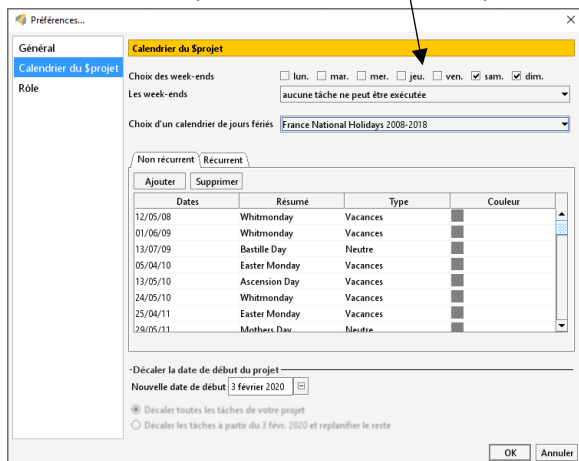 Préférences...
Général
Calendrier du $projet
Rôle
Calendrier du $projet
Choix des week-ends lun. mar. mer. jeu. ven. sam. dim.
Les week-ends aucune tâche ne peut être exécutée
Choix d'un calendrier de jours fériés France National Holidays 2008-2018
Non récurrent Récurrent
Ajouter Supprimer
Dates Résumé Type Couleur
12/05/08 Whitmonday Vacances
01/06/09 Whitmonday Vacances
13/07/09 Bastille Day Neutre
05/04/10 Easter Monday Vacances
13/05/10 Ascension Day Vacances
24/05/10 Whitmonday Vacances
25/04/11 Easter Monday Vacances
29/05/11 Mothers Day Neutre
Décaler la date de début du projet
Nouvelle date de début 3 février 2020
Décaler toutes les tâches de votre projet
Décaler les tâches à partir du 3 févr. 2020 et replanifier le reste
OK Annuler